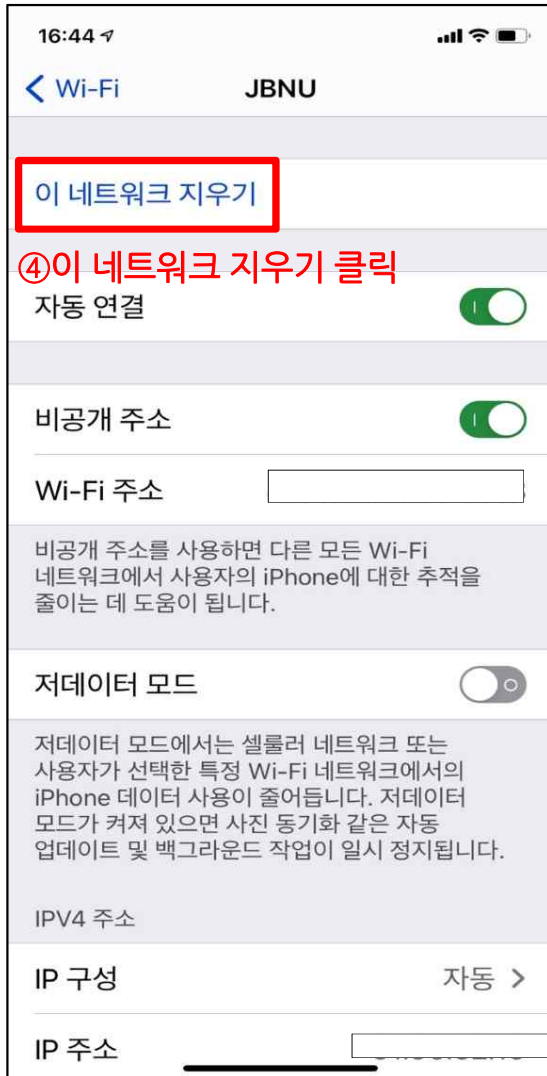 16:44
Wi-Fi
JBNU
이 네트워크 지우기
④이 네트워크 지우기 클릭
자동 연결
비공개 주소
Wi-Fi 주소
비공개 주소를 사용하면 다른 모든 Wi-Fi
네트워크에서 사용자의 iPhone에 대한 추적을
줄이는 데 도움이 됩니다.
저데이터 모드
저데이터 모드에서는 셀룰러 네트워크 또는
사용자가 선택한 특정 Wi-Fi 네트워크에서의
iPhone 데이터 사용이 줄어듭니다. 저데이터
모드가 켜져 있으면 사진 동기화 같은 자동
업데이트 및 백그라운드 작업이 일시 정지됩니다.
IPV4 주소
IP 구성 자동
IP 주소